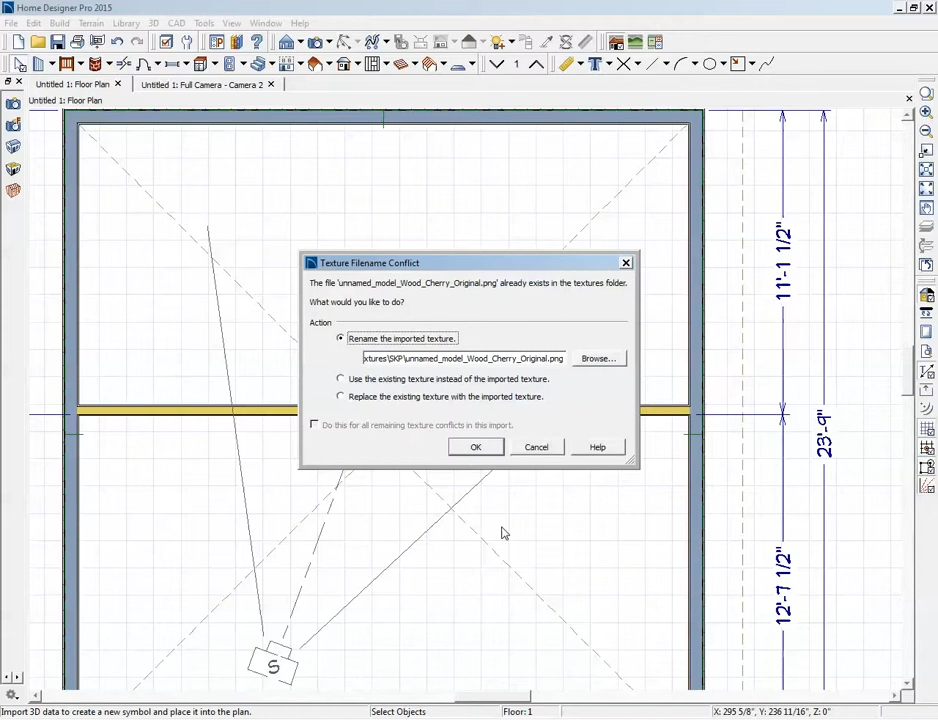 Home Designer Pro 2015
File Edit Build Terrain Library 3D CAD Tools View Window Help
1
Untitled 1: Floor Plan
Untitled 1: Full Camera - Camera 2
Untitled 1: Floor Plan
11'-1 1/2"
23'-9"
12'-7 1/2"
Texture Filename Conflict
The file 'unnamed_model_Wood_Cherry_Original.png' already exists in the textures folder.
What would you like to do?
Action
Rename the imported texture.
xtures\SKP\unnamed_model_Wood_Cherry_Original.png
Browse...
Use the existing texture instead of the imported texture.
Replace the existing texture with the imported texture.
Do this for all remaining texture conflicts in this import.
OK Cancel Help
S
Import 3D data to create a new symbol and place it into the plan. Select Objects Floor: 1 X: 295 5/8", Y: 236 11/16", Z: 0"